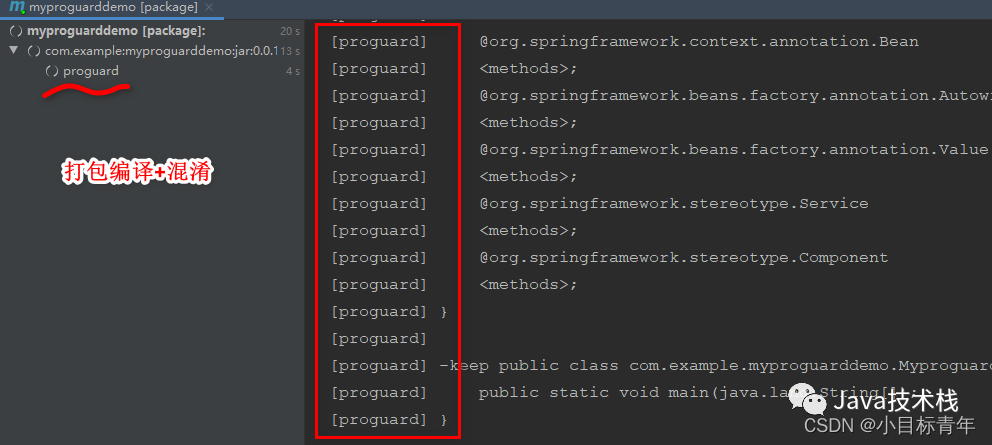 myproguarddemo [package] ×
myproguarddemo [package]: 20 s
com.example:myproguarddemo:jar:0.0.1 13 s
proguard 4 s
打包编译+混淆
[proguard] @org.springframework.context.annotation.Bean
[proguard] <methods>;
[proguard] @org.springframework.beans.factory.annotation.Autow
[proguard] <methods>;
[proguard] @org.springframework.beans.factory.annotation.Value
[proguard] <methods>;
[proguard] @org.springframework.stereotype.Service
[proguard] <methods>;
[proguard] @org.springframework.stereotype.Component
[proguard] <methods>;
[proguard] }
[proguard]
[proguard] -keep public class com.example.myproguarddemo.Myproguard
[proguard] public static void main(java.la String[]
[proguard] }
Java技术栈
CSDN @小目标青年